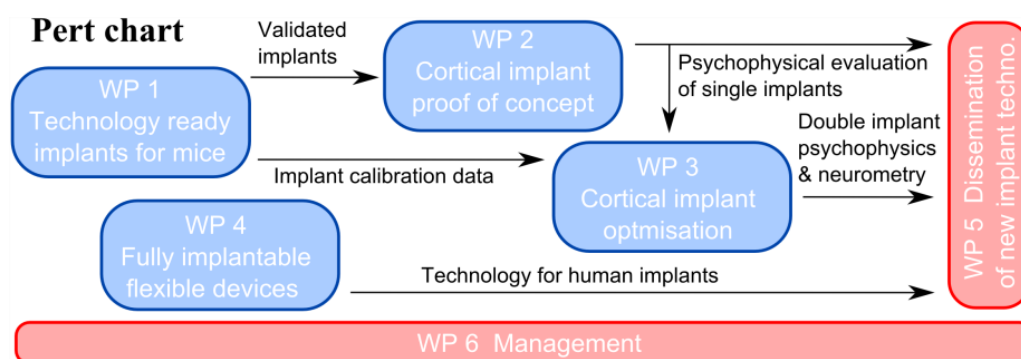 Pert chart
WP 1
Technology ready
implants for mice
Validated
implants
WP 2
Cortical implant
proof of concept
Psychophysical evaluation
of single implants
Implant calibration data
WP 3
Cortical implant
optmisation
Double implant
psychophysics
& neurometry
WP 4
Fully implantable
flexible devices
Technology for human implants
WP 5 Dissemination
of new implant techno.
WP 6 Management